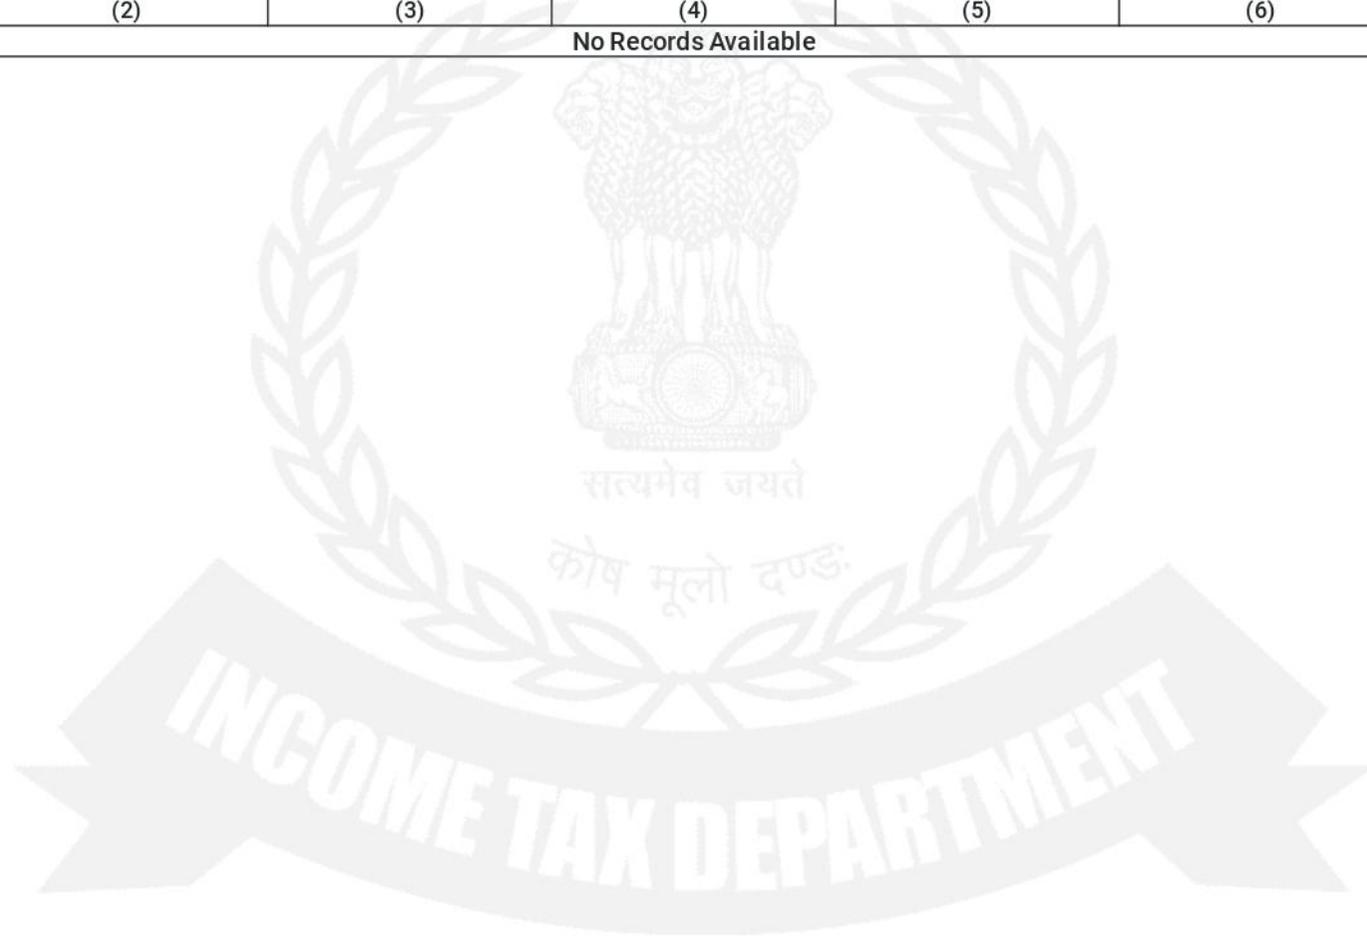 (2) (3) (4) (5) (6)
No Records Available
सत्यमेव जयते
कोष मूलो दण्डः
INCOME TAX DEPARTMENT